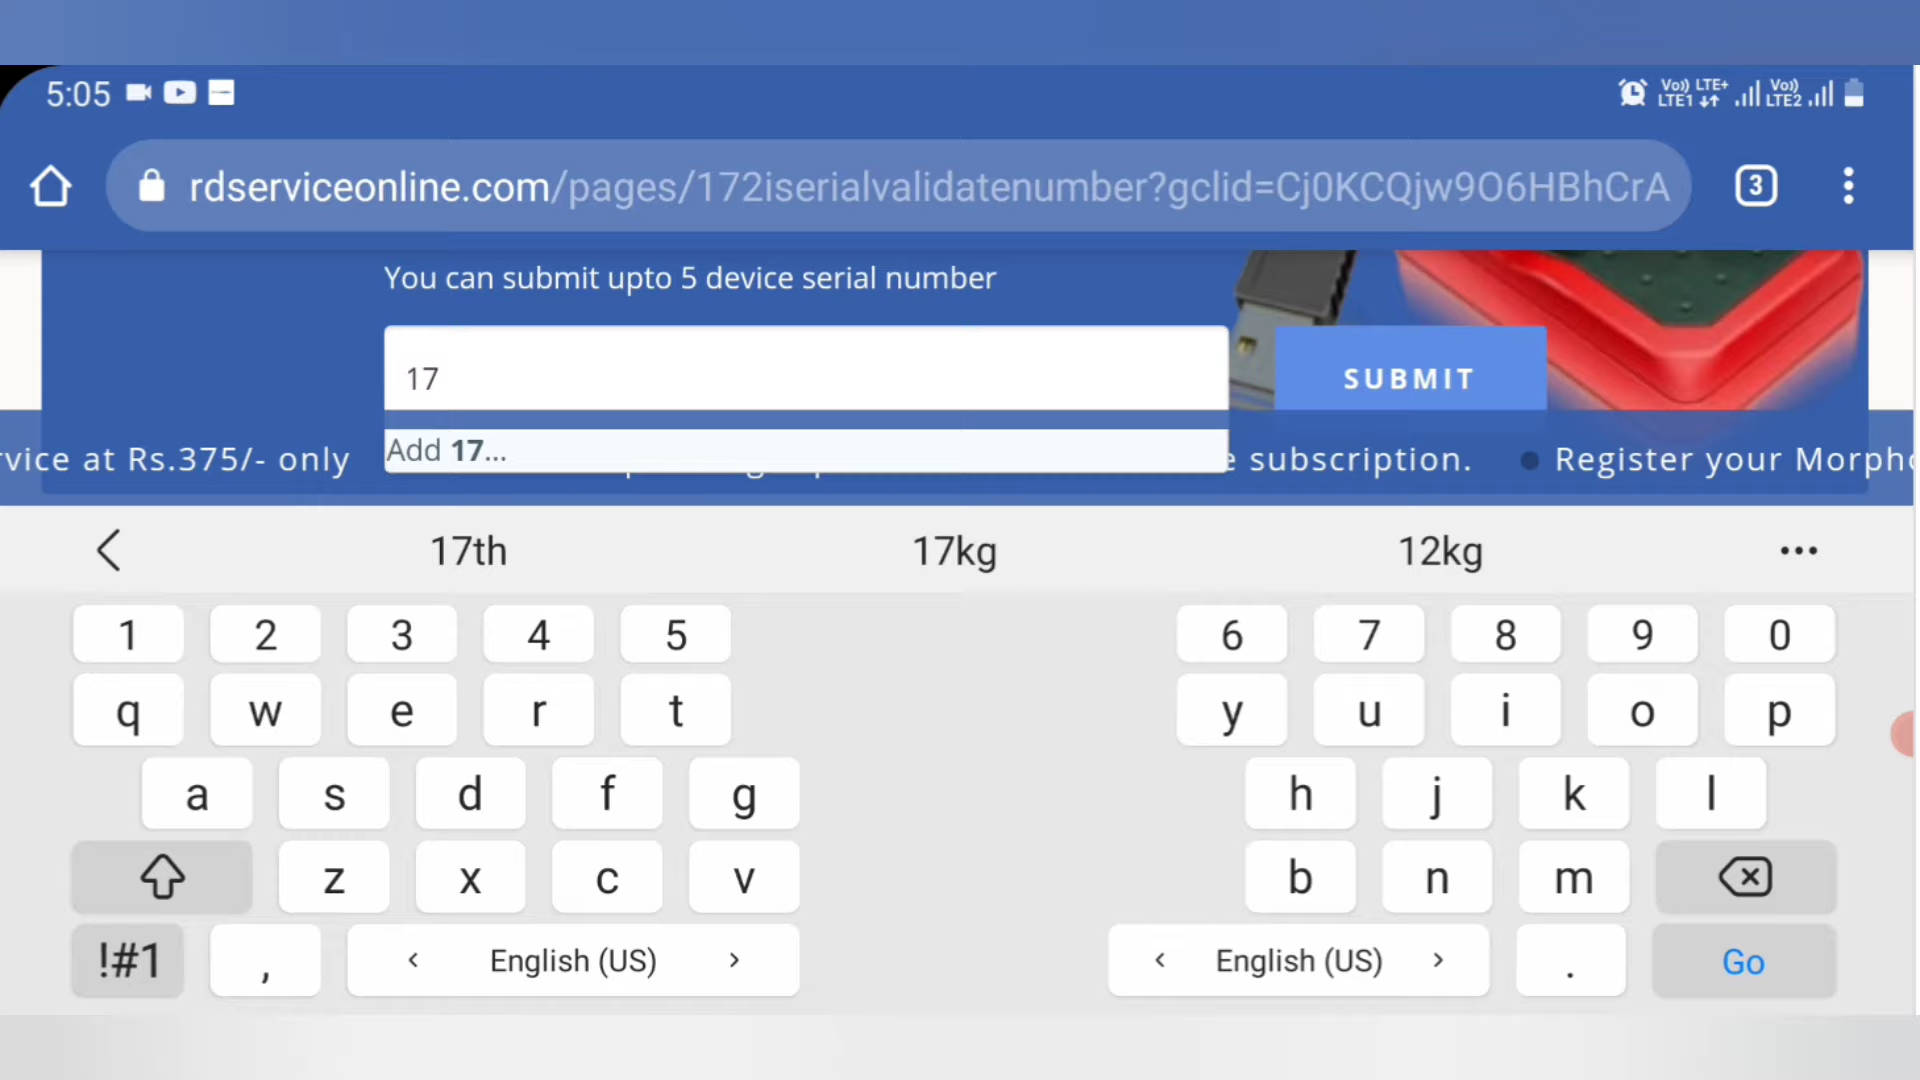 5:05 Vo)) LTE+ LTE1 Vo)) LTE2
rdserviceonline.com/pages/172iserialvalidatenumber?gclid=Cj0KCQjw9O6HBhCrA 3
You can submit upto 5 device serial number
17
SUBMIT
Add 17...
rvice at Rs.375/- only
e subscription.
Register your Morpho
17th 17kg 12kg ...
1 2 3 4 5 6 7 8 9 0
q w e r t y u i o p
a s d f g h j k l
z x c v b n m
!#1 , < English (US) > < English (US) > . Go